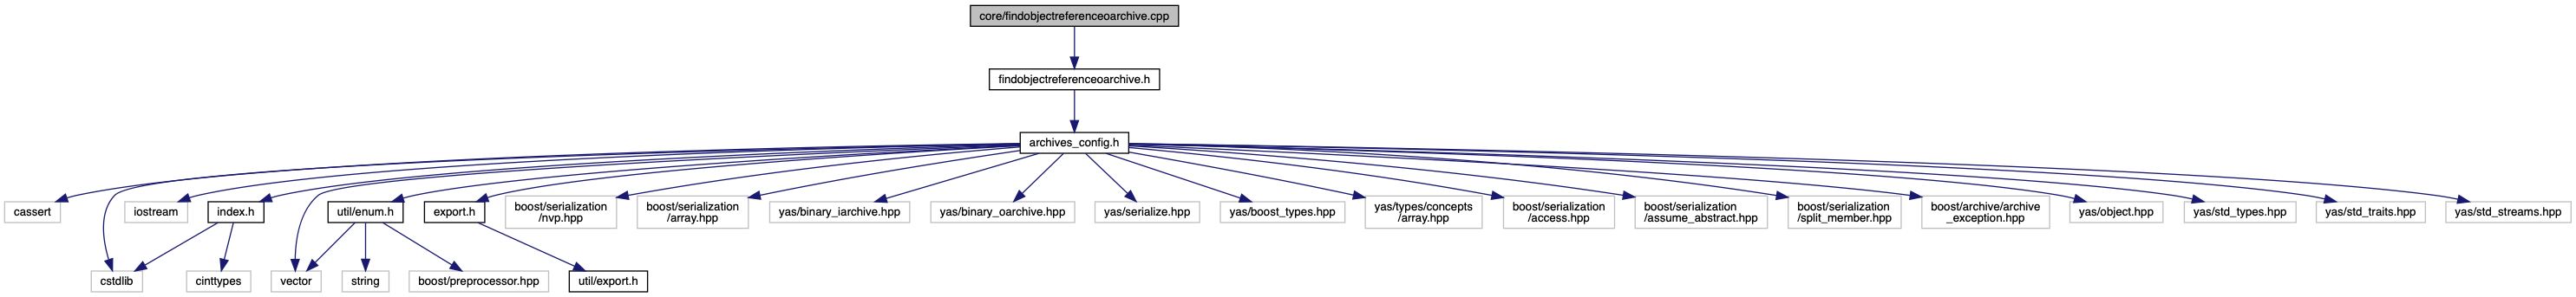 core/findobjectreferenceoarchive.cpp
findobjectreferenceoarchive.h
archives_config.h
cassert
iostream
index.h
util/enum.h
export.h
boost/serialization
/nvp.hpp
boost/serialization
/array.hpp
yas/binary_iarchive.hpp
yas/binary_oarchive.hpp
yas/serialize.hpp
yas/boost_types.hpp
yas/types/concepts
/array.hpp
boost/serialization
/access.hpp
boost/serialization
/assume_abstract.hpp
boost/serialization
/split_member.hpp
boost/archive/archive
_exception.hpp
yas/object.hpp
yas/std_types.hpp
yas/std_traits.hpp
yas/std_streams.hpp
cstdlib
cinttypes
vector
string
boost/preprocessor.hpp
util/export.h